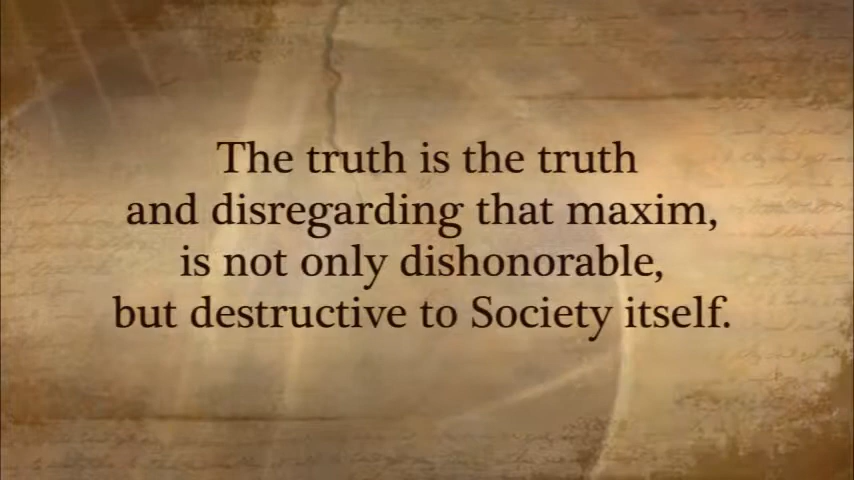 The truth is the truth
and disregarding that maxim,
is not only dishonorable,
but destructive to Society itself.